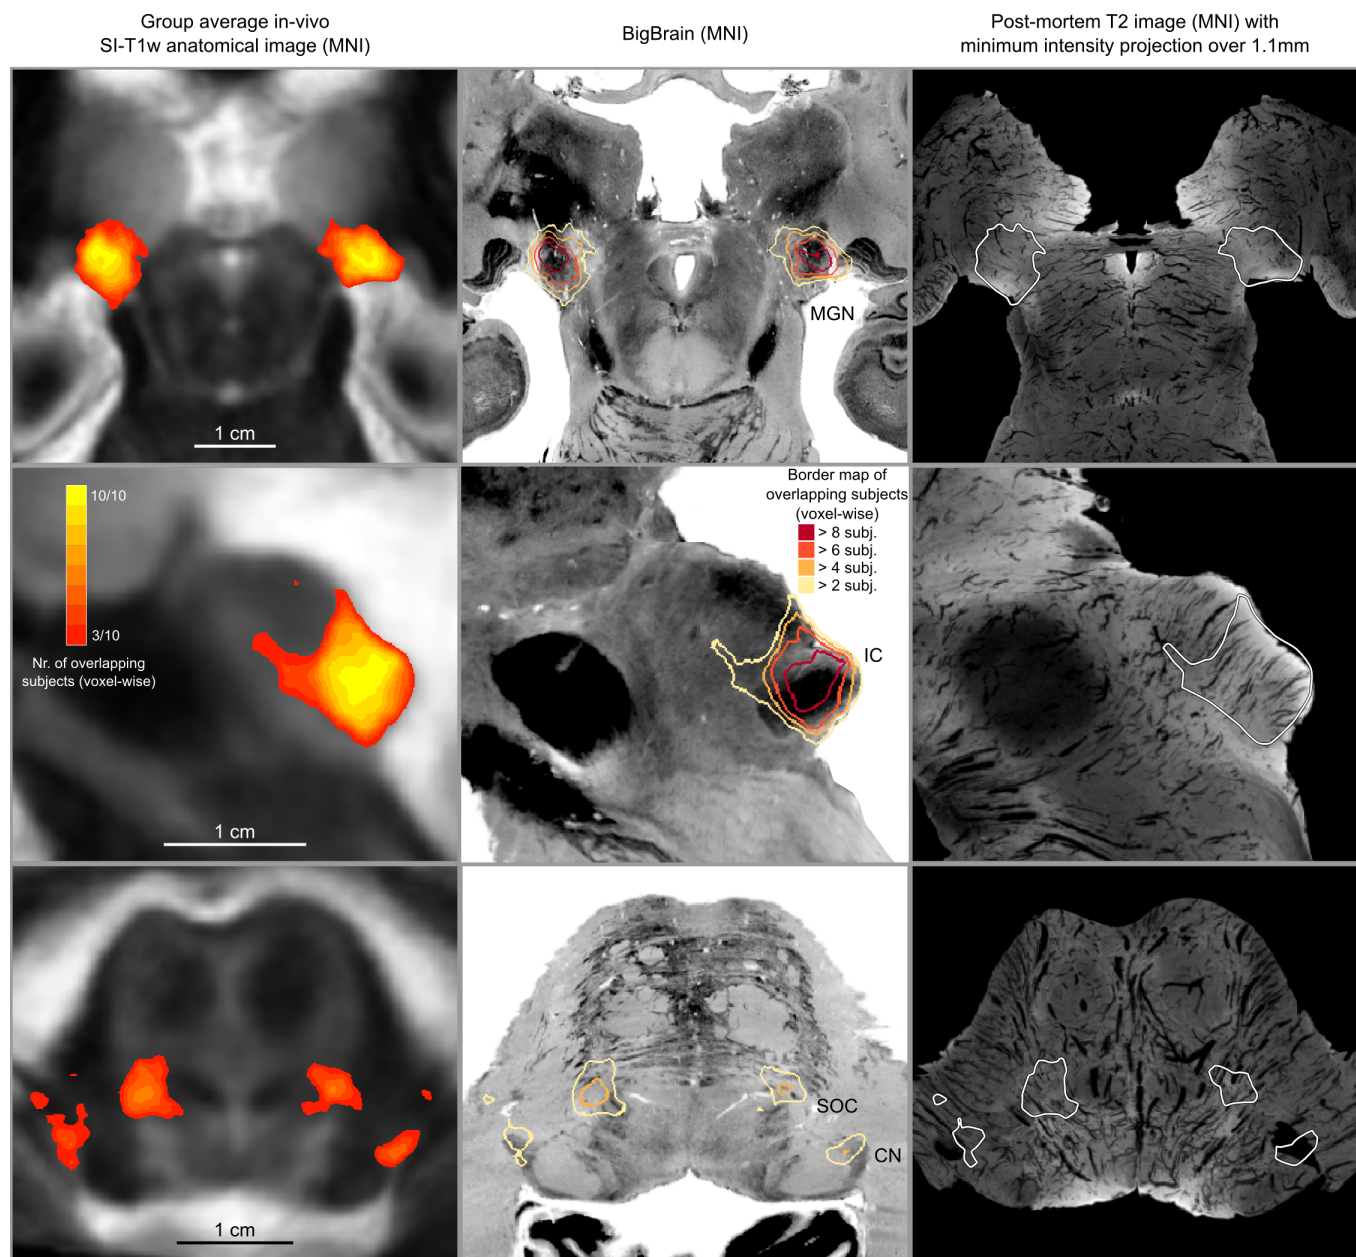 Group average in-vivo
SI-T1w anatomical image (MNI)
BigBrain (MNI)
Post-mortem T2 image (MNI) with
minimum intensity projection over 1.1mm
1 cm
MGN
10/10
3/10
Nr. of overlapping
subjects (voxel-wise)
1 cm
Border map of
overlapping subjects
(voxel-wise)
> 8 subj.
> 6 subj.
> 4 subj.
> 2 subj.
IC
1 cm
SOC
CN